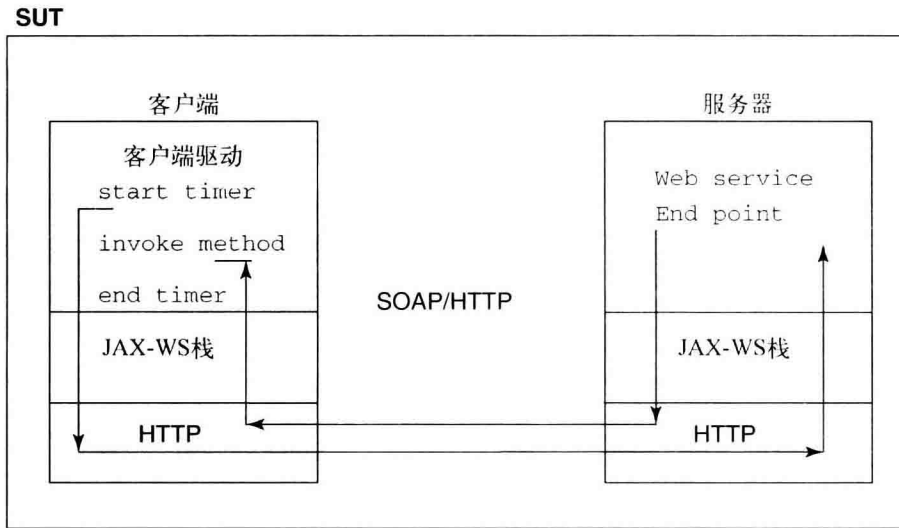 SUT
客户端
客户端驱动
start timer
invoke method
end timer
JAX-WS栈
HTTP
SOAP/HTTP
服务器
Web service
End point
JAX-WS栈
HTTP